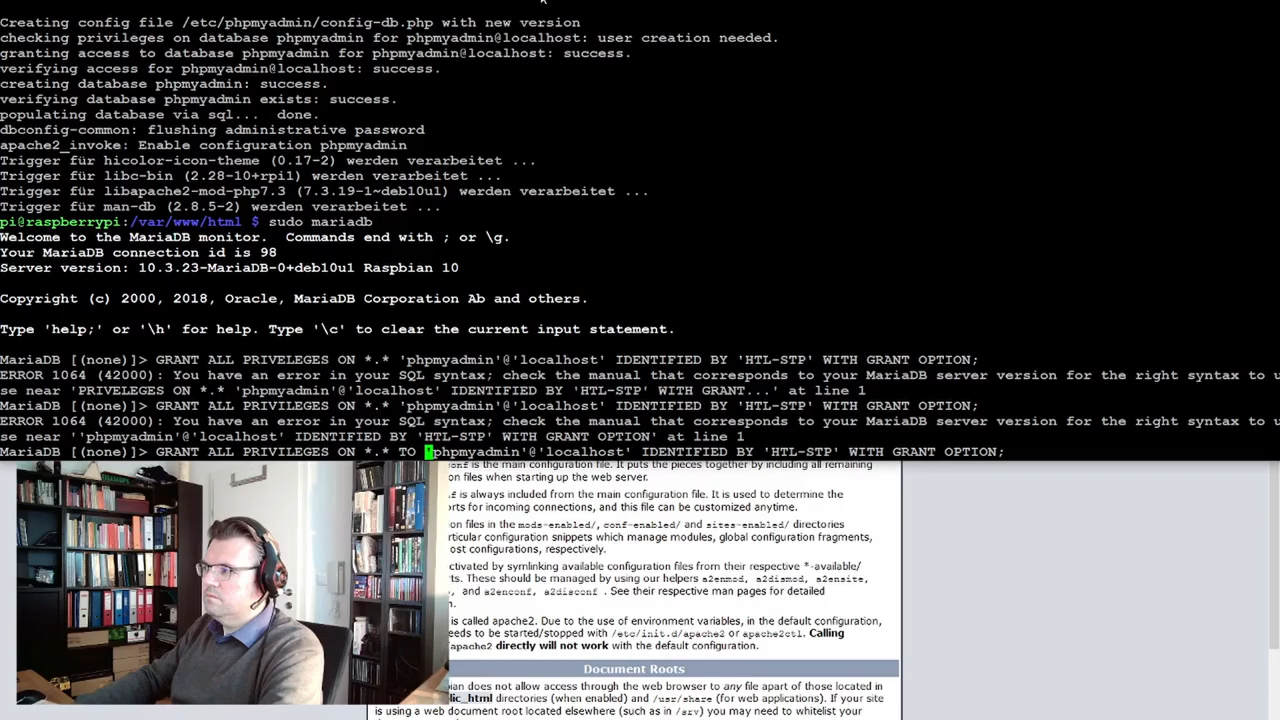 Creating config file /etc/phpmyadmin/config-db.php with new version
checking privileges on database phpmyadmin for phpmyadmin@localhost: user creation needed.
granting access to database phpmyadmin for phpmyadmin@localhost: success.
verifying access for phpmyadmin@localhost: success.
creating database phpmyadmin: success.
verifying database phpmyadmin exists: success.
populating database via sql...  done.
dbconfig-common: flushing administrative password
apache2_invoke: Enable configuration phpmyadmin
Trigger für hicolor-icon-theme (0.17-2) werden verarbeitet ...
Trigger für libc-bin (2.28-10+rpi1) werden verarbeitet ...
Trigger für libapache2-mod-php7.3 (7.3.19-1~deb10u1) werden verarbeitet ...
Trigger für man-db (2.8.5-2) werden verarbeitet ...
pi@raspberrypi:/var/www/html $ sudo mariadb
Welcome to the MariaDB monitor.  Commands end with ; or \g.
Your MariaDB connection id is 98
Server version: 10.3.23-MariaDB-0+deb10u1 Raspbian 10
Copyright (c) 2000, 2018, Oracle, MariaDB Corporation Ab and others.
Type 'help;' or '\h' for help. Type '\c' to clear the current input statement.
MariaDB [(none)]> GRANT ALL PRIVELEGES ON *.* 'phpmyadmin'@'localhost' IDENTIFIED BY 'HTL-STP' WITH GRANT OPTION;
ERROR 1064 (42000): You have an error in your SQL syntax; check the manual that corresponds to your MariaDB server version for the right syntax to u
se near 'PRIVELEGES ON *.* 'phpmyadmin'@'localhost' IDENTIFIED BY 'HTL-STP' WITH GRANT...' at line 1
MariaDB [(none)]> GRANT ALL PRIVILEGES ON *.* 'phpmyadmin'@'localhost' IDENTIFIED BY 'HTL-STP' WITH GRANT OPTION;
ERROR 1064 (42000): You have an error in your SQL syntax; check the manual that corresponds to your MariaDB server version for the right syntax to u
se near ''phpmyadmin'@'localhost' IDENTIFIED BY 'HTL-STP' WITH GRANT OPTION' at line 1
MariaDB [(none)]> GRANT ALL PRIVILEGES ON *.* TO 'phpmyadmin'@'localhost' IDENTIFIED BY 'HTL-STP' WITH GRANT OPTION;
is the main configuration file. It puts the pieces together by including all remaining
on files when starting up the web server.
is always included from the main configuration file. It is used to determine the
rts for incoming connections, and this file can be customized anytime.
on files in the mods-enabled/, conf-enabled/ and sites-enabled/ directories
rticular configuration snippets which manage modules, global configuration fragments,
ost configurations, respectively.
ctivated by symlinking available configuration files from their respective *-available/
ts. These should be managed by using our helpers a2enmod, a2dismod, a2ensite,
, and a2enconf, a2disconf . See their respective man pages for detailed
n.
is called apache2. Due to the use of environment variables, in the default configuration,
eeds to be started/stopped with /etc/init.d/apache2 or apache2ctl. Calling
apache2 directly will not work with the default configuration.
Document Roots
ian does not allow access through the web browser to any file apart of those located in
lic_html directories (when enabled) and /usr/share (for web applications). If your site
is using a web document root located elsewhere (such as in /srv) you may need to whitelist your